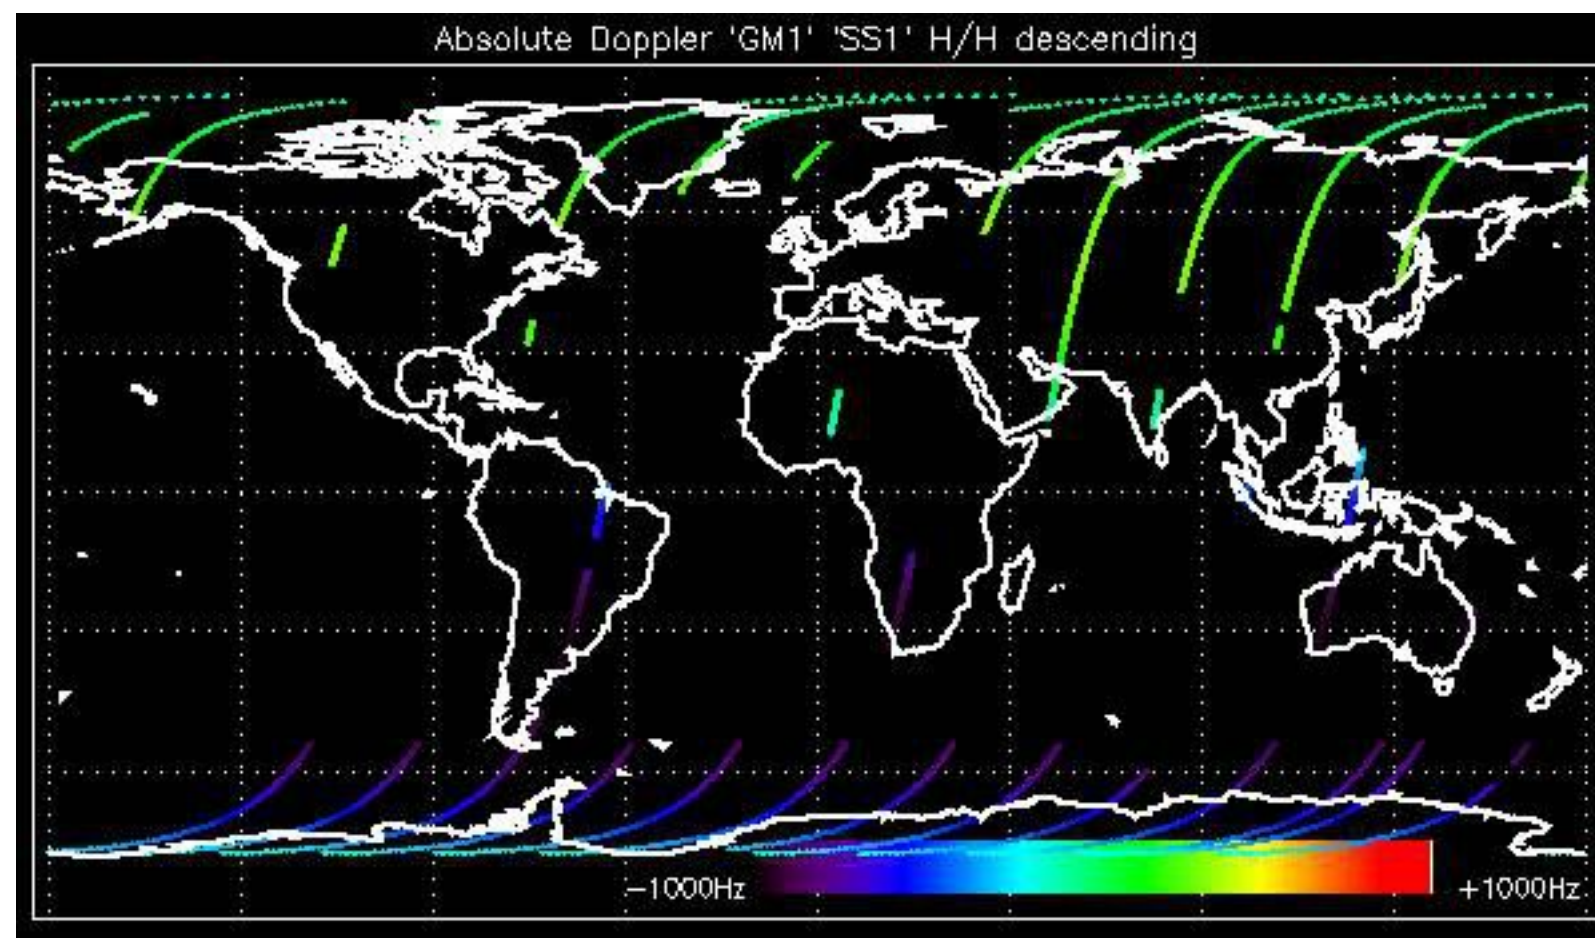 Absolute Doppler 'GM1' 'SS1' H/H descending
−1000Hz
+1000Hz